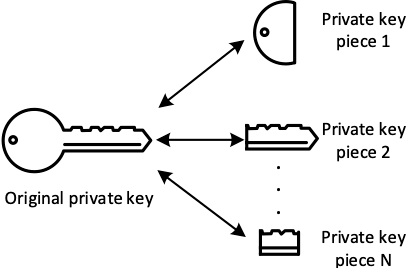 Private key
piece 1
Private key
piece 2
Original private key
Private key
piece N